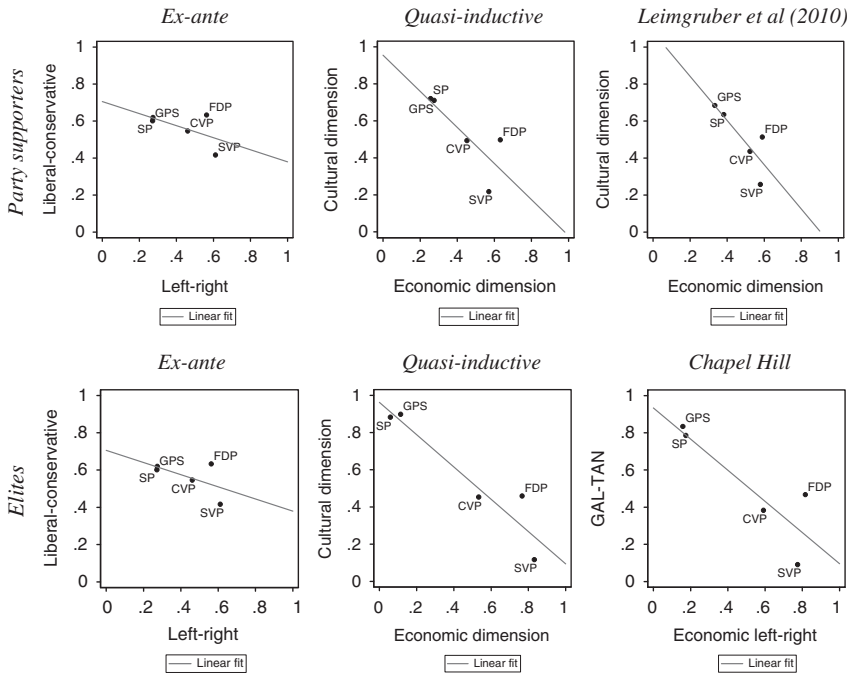 Ex-ante
Quasi-inductive
Leimgruber et al (2010)
Party supporters
Liberal-conservative
1
.8
.6
.4
.2
0
GPS
FDP
SP
CVP
SVP
0 .2 .4 .6 .8 1
Left-right
Linear fit
Cultural dimension
1
.8
.6
.4
.2
0
SP
GPS
CVP
FDP
SVP
0 .2 .4 .6 .8 1
Economic dimension
Linear fit
Cultural dimension
1
.8
.6
.4
.2
0
GPS
SP
FDP
CVP
SVP
0 .2 .4 .6 .8 1
Economic dimension
Linear fit
Ex-ante
Quasi-inductive
Chapel Hill
Elites
Liberal-conservative
1
.8
.6
.4
.2
0
GPS
FDP
SP
CVP
SVP
0 .2 .4 .6 .8 1
Left-right
Linear fit
Cultural dimension
1
.8
.6
.4
.2
0
GPS
SP
CVP
FDP
SVP
0 .2 .4 .6 .8 1
Economic dimension
Linear fit
GAL-TAN
1
.8
.6
.4
.2
0
GPS
SP
FDP
CVP
SVP
0 .2 .4 .6 .8 1
Economic left-right
Linear fit